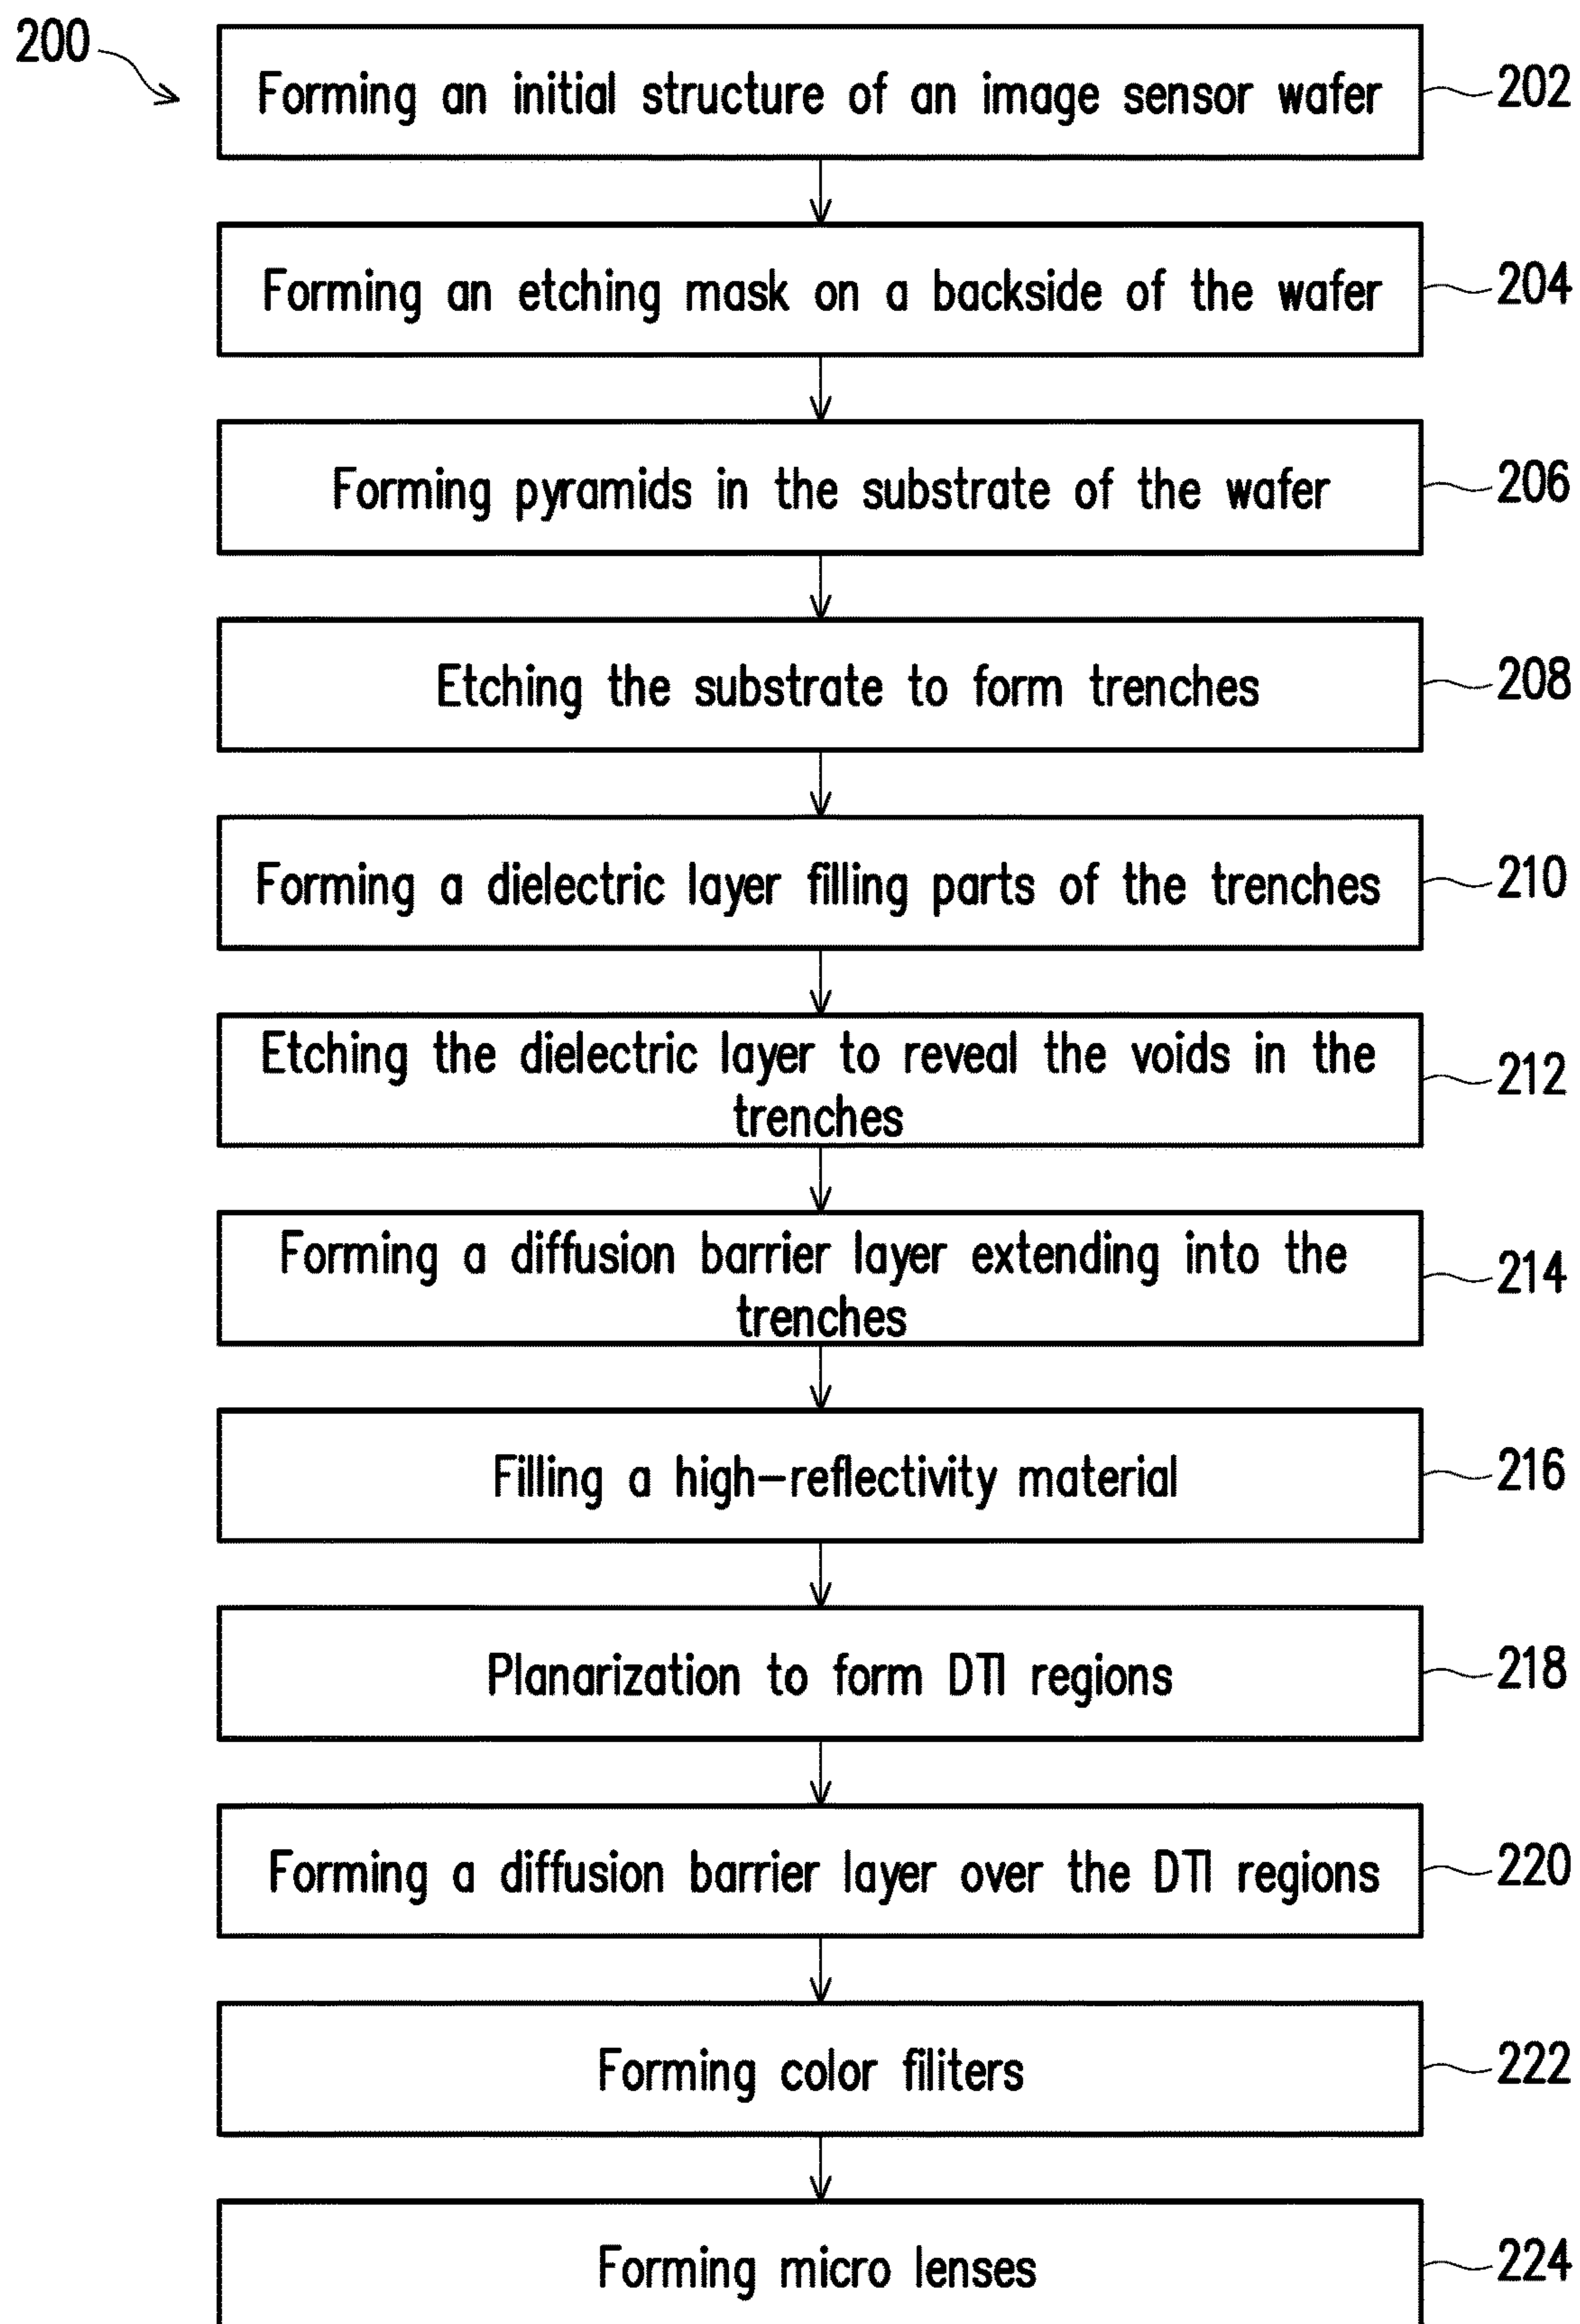 200
Forming an initial structure of an image sensor wafer
202
Forming an etching mask on a backside of the wafer
204
Forming pyramids in the substrate of the wafer
206
Etching the substrate to form trenches
208
Forming a dielectric layer filling parts of the trenches
210
Etching the dielectric layer to reveal the voids in the
trenches
212
Forming a diffusion barrier layer extending into the
trenches
214
Filling a high-reflectivity material
216
Planarization to form DTI regions
218
Forming a diffusion barrier layer over the DTI regions
220
Forming color filiters
222
Forming micro lenses
224